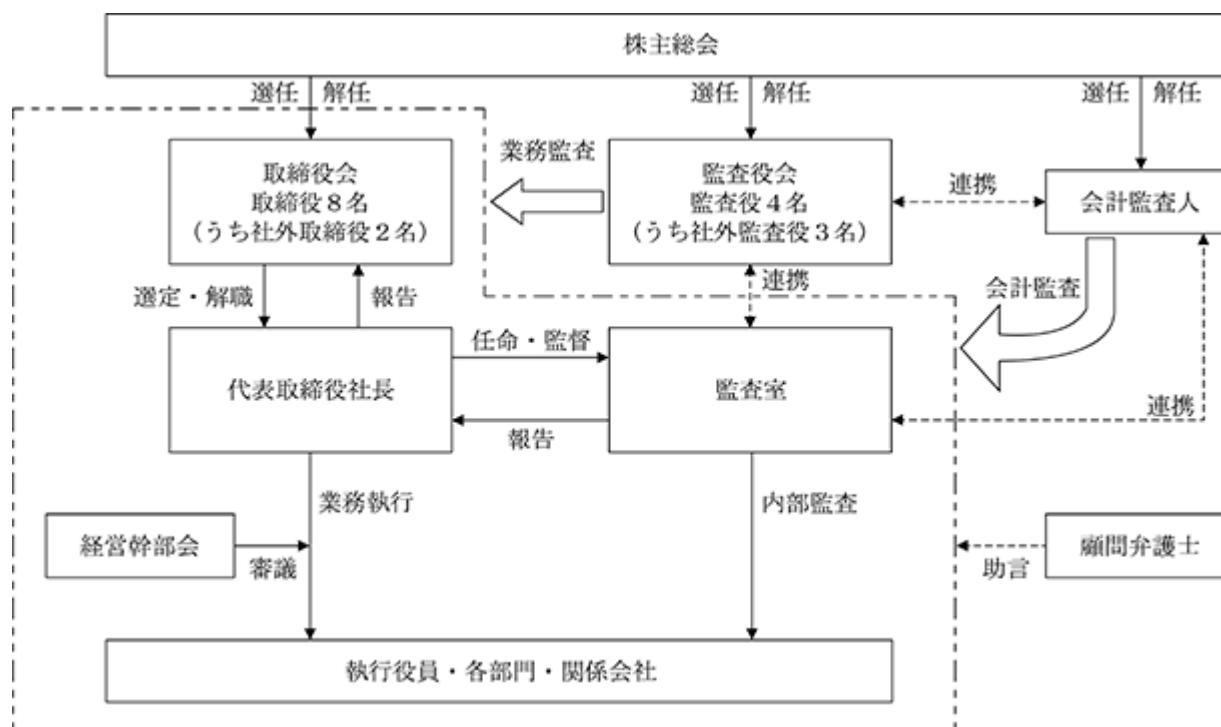 株主総会
選任
解任
選任
解任
選任
解任
取締役会
取締役8名
（うち社外取締役2名）
業務監査
監査役会
監査役4名
（うち社外監査役3名）
連携
会計監査人
選定・解職
報告
連携
会計監査
代表取締役社長
任命・監督
報告
監査室
連携
業務執行
内部監査
経営幹部会
審議
顧問弁護士
助言
執行役員・各部門・関係会社